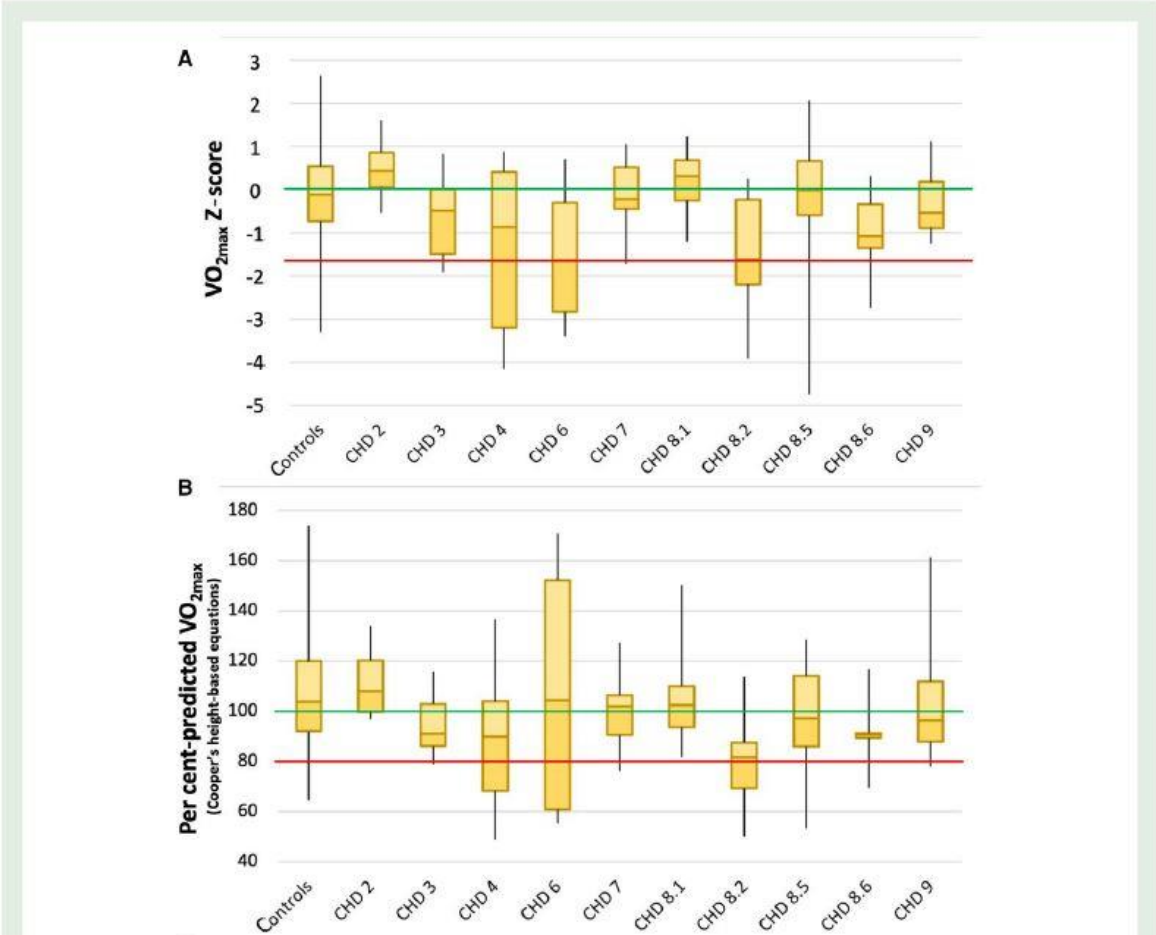 A
3
2
1
0
-1
-2
-3
-4
-5
VO2max Z-score
Controls
CHD 2
CHD 3
CHD 4
CHD 6
CHD 7
CHD 8.1
CHD 8.2
CHD 8.5
CHD 8.6
CHD 9
B
180
160
140
120
100
80
60
40
Per cent-predicted VO2max
(Cooper's height-based equations)
Controls
CHD 2
CHD 3
CHD 4
CHD 6
CHD 7
CHD 8.1
CHD 8.2
CHD 8.5
CHD 8.6
CHD 9